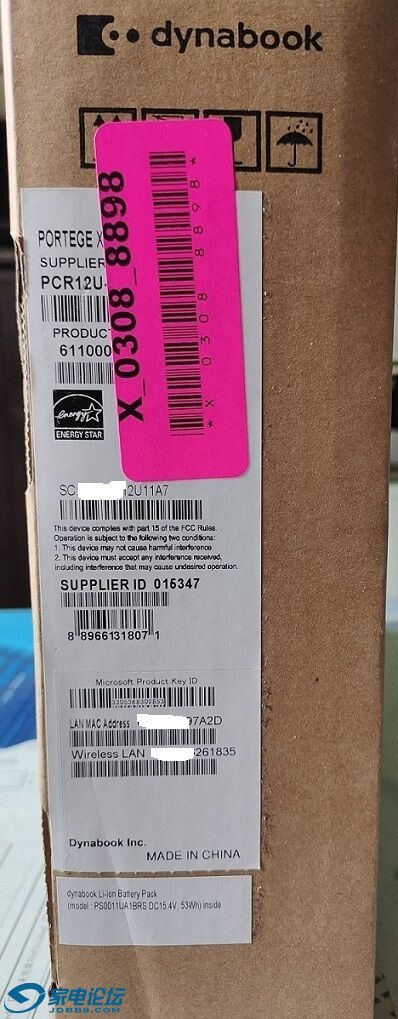 dynabook
PORTEGE X
SUPPLIER
PCR12U-
PRODUCT
611000
X_0308_8898
*X_0308_8898*
energy
ENERGY STAR
SC 2U11A7
This device complies with part 15 of the FCC Rules.
Operation is subject to the following two conditions:
1. This device may not cause harmful interference.
2. This device must accept any interference received,
including interference that may cause undesired operation.
SUPPLIER ID 015347
8 8966131807 1
Microsoft Product Key ID
3305368302853
LAN MAC Address 97A2D
Wireless LAN 261835
Dynabook Inc.
MADE IN CHINA
dynabook Li-ion Battery Pack
(model : PS0011UA1BRS DC15.4V, 53Wh) inside
家电论坛
JDBBS.COM